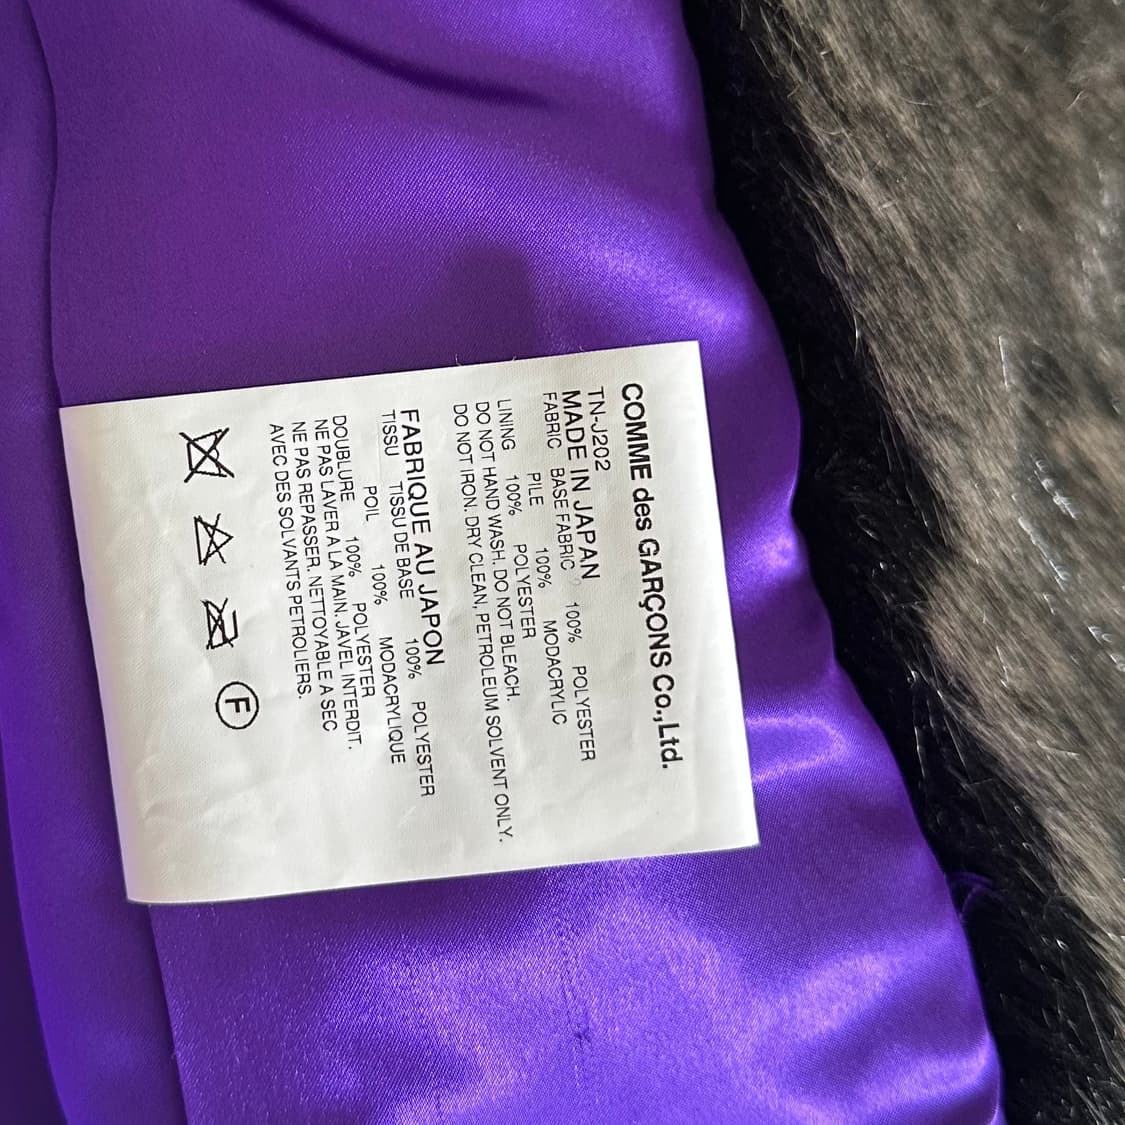 COMME des GARÇONS Co.,Ltd.
TN-J202
MADE IN JAPAN
FABRIC BASE FABRIC 100% POLYESTER
PILE 100% MODACRYLIC
LINING 100% POLYESTER
DO NOT HAND WASH. DO NOT BLEACH.
DO NOT IRON. DRY CLEAN, PETROLEUM SOLVENT ONLY.
FABRIQUE AU JAPON
TISSU TISSU DE BASE 100% POLYESTER
POIL 100% MODACRYLIQUE
DOUBLURE 100% POLYESTER
NE PAS LAVER A LA MAIN. JAVEL INTERDIT.
NE PAS REPASSER. NETTOYABLE A SEC
AVEC DES SOLVANTS PETROLIERS.
F